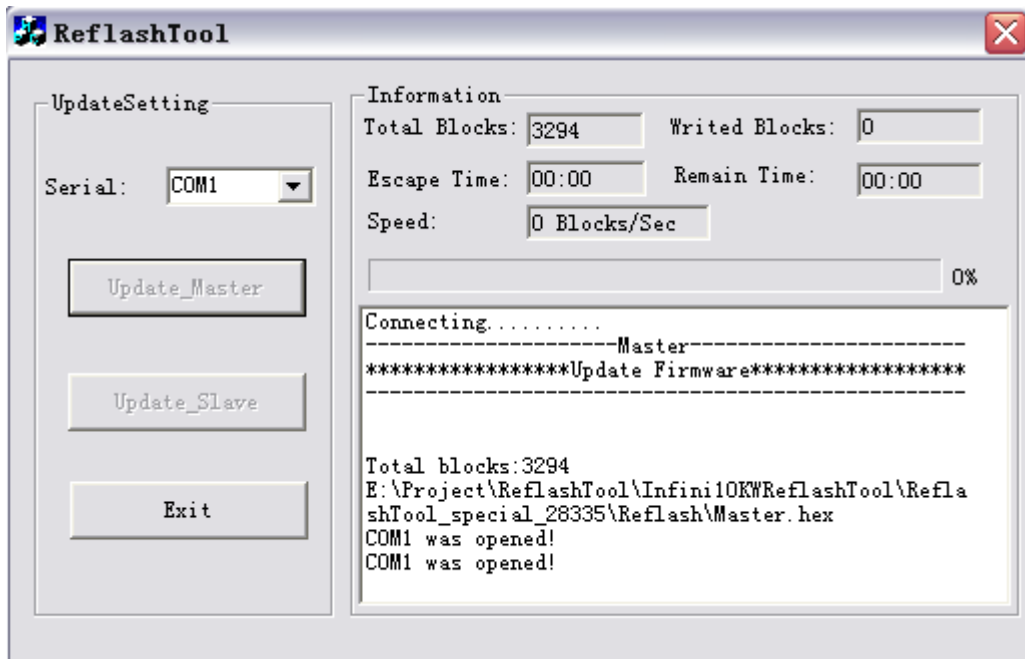 ReflashTool
UpdateSetting
Serial: COM1
Update_Master
Update_Slave
Exit
Information
Total Blocks: 3294 Writed Blocks: 0
Escape Time: 00:00 Remain Time: 00:00
Speed: 0 Blocks/Sec
0%
Connecting..........
---------------------Master-----------------------
*****************Update Firmware******************
--------------------------------------------------
Total blocks:3294
E:\Project\ReflashTool\Infini10KWReflashTool\Refla
shTool_special_28335\Reflash\Master.hex
COM1 was opened!
COM1 was opened!